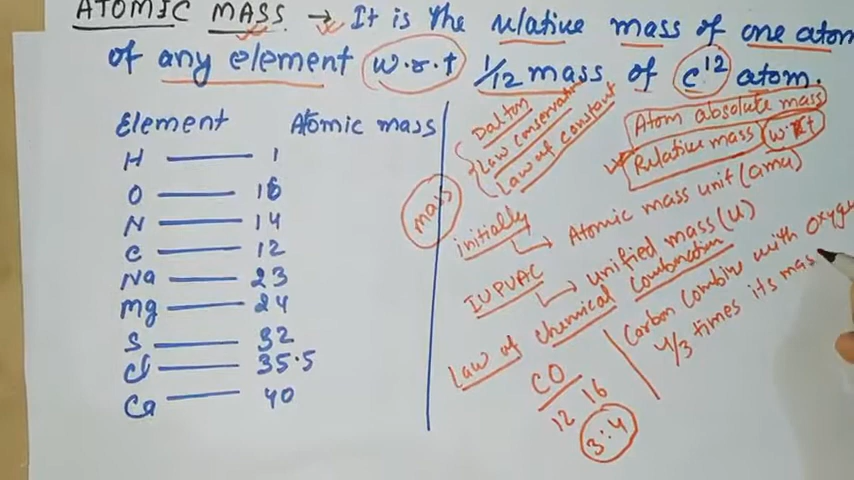 ATOMIC MASS → It is the relative mass of one atom
of any element w.r.t 1/12 mass of C12 atom.
Element Atomic mass
H 1
O 16
N 14
C 12
Na 23
Mg 24
S 32
Cl 35.5
Ca 40
mass
Dalton
Law conservation
Law of constant
Atom absolute mass
Relative mass w.r.t
initially → Atomic mass unit (amu)
IUPVAC → unified mass (u)
Law of chemical combination
CO
12 16
3:4
Carbon combine with oxygen
4/3 times its mass